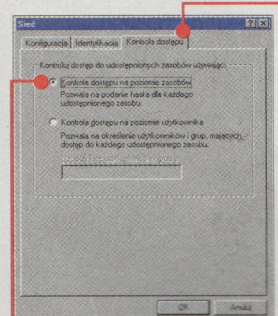 Sieć
Konfiguracja Identyfikacja Kontrola dostępu
Kontroluj dostęp do udostępnionych zasobów używając:
Kontrola dostępu na poziomie zasobów
Pozwala na podanie hasła dla każdego
udostępnionego zasobu.
Kontrola dostępu na poziomie użytkownika
Pozwala na określenie użytkowników i grup, mających
dostęp do każdego udostępnionego zasobu.
OK Anuluj